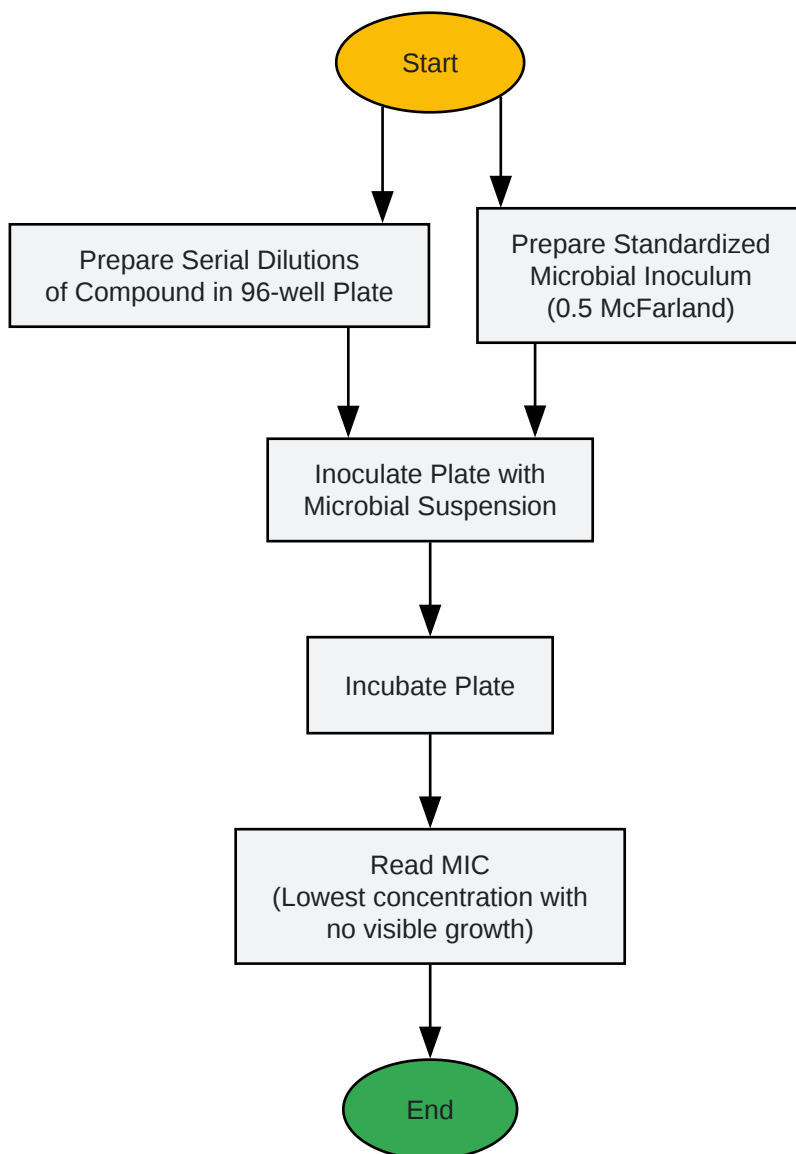 Start
Prepare Serial Dilutions
of Compound in 96-well Plate
Prepare Standardized
Microbial Inoculum
(0.5 McFarland)
Inoculate Plate with
Microbial Suspension
Incubate Plate
Read MIC
(Lowest concentration with
no visible growth)
End